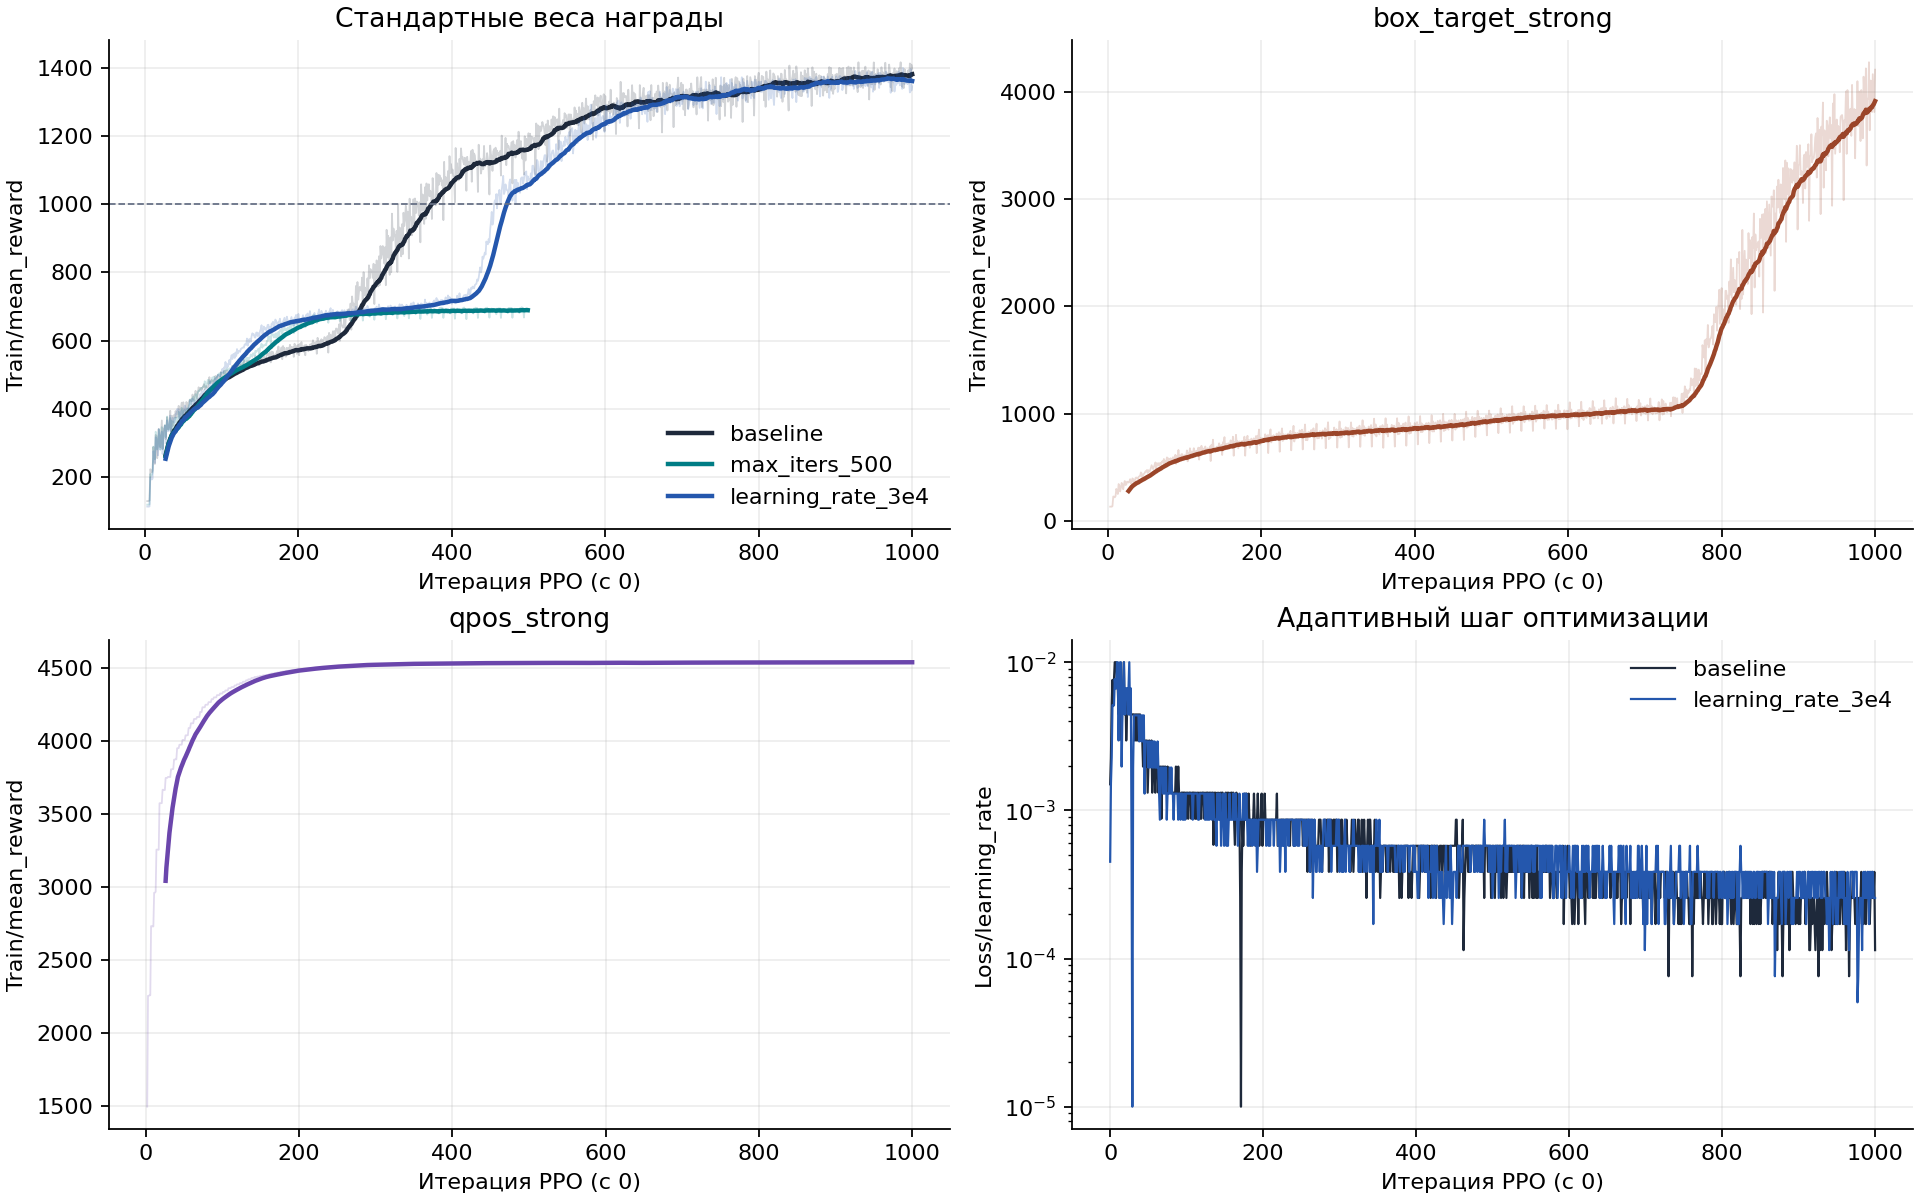 Стандартные веса награды
1400
1200
1000
800
600
400
200
Train/mean_reward
baseline
max_iters_500
learning_rate_3e4
0
200
400
600
800
1000
Итерация PPO (с 0)
box_target_strong
4000
3000
2000
1000
0
Train/mean_reward
0
200
400
600
800
1000
Итерация PPO (с 0)
qpos_strong
4500
4000
3500
3000
2500
2000
1500
Train/mean_reward
0
200
400
600
800
1000
Итерация PPO (с 0)
Адаптивный шаг оптимизации
10⁻²
10⁻³
10⁻⁴
10⁻⁵
Loss/learning_rate
baseline
learning_rate_3e4
0
200
400
600
800
1000
Итерация PPO (с 0)